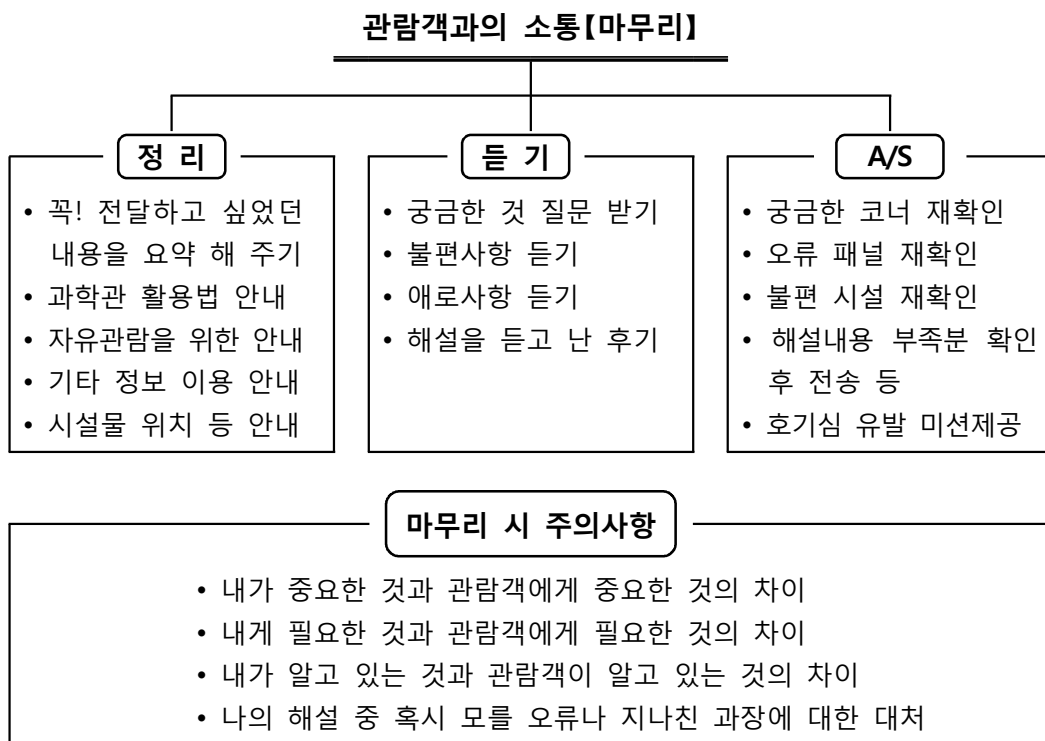 관람객과의 소통【마무리】
정 리
• 꼭! 전달하고 싶었던
내용을 요약 해 주기
• 과학관 활용법 안내
• 자유관람을 위한 안내
• 기타 정보 이용 안내
• 시설물 위치 등 안내
듣 기
• 궁금한 것 질문 받기
• 불편사항 듣기
• 애로사항 듣기
• 해설을 듣고 난 후기
A/S
• 궁금한 코너 재확인
• 오류 패널 재확인
• 불편 시설 재확인
• 해설내용 부족분 확인
후 전송 등
• 호기심 유발 미션제공
마무리 시 주의사항
• 내가 중요한 것과 관람객에게 중요한 것의 차이
• 내게 필요한 것과 관람객에게 필요한 것의 차이
• 내가 알고 있는 것과 관람객이 알고 있는 것의 차이
• 나의 해설 중 혹시 모를 오류나 지나친 과장에 대한 대처